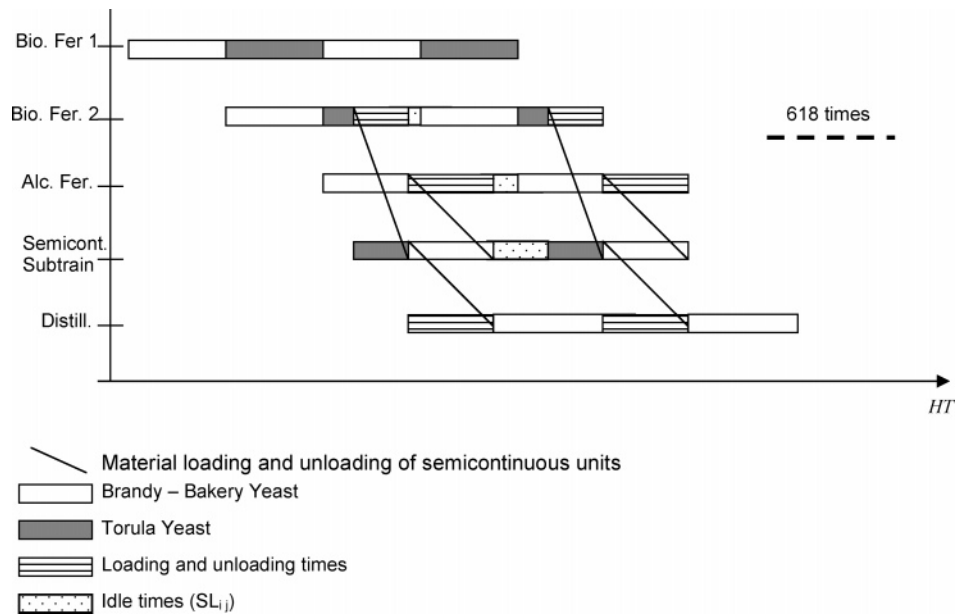 Bio. Fer 1
Bio. Fer. 2
618 times
Alc. Fer.
Semicont.
Subtrain
Distill.
HT
Material loading and unloading of semicontinuous units
Brandy – Bakery Yeast
Torula Yeast
Loading and unloading times
Idle times (SLij)